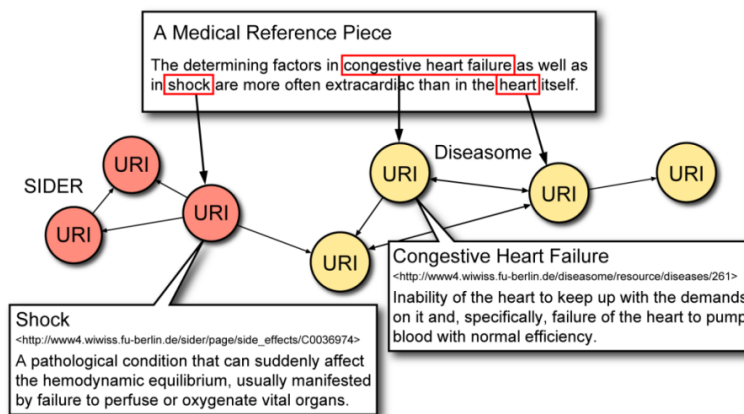 A Medical Reference Piece
The determining factors in congestive heart failure as well as
in shock are more often extracardiac than in the heart itself.
URI
SIDER
URI
URI
URI
URI
Diseasome
URI
URI
Shock
<http://www4.wiwiss.fu-berlin.de/sider/page/side_effects/C0036974>
A pathological condition that can suddenly affect
the hemodynamic equilibrium, usually manifested
by failure to perfuse or oxygenate vital organs.
Congestive Heart Failure
<http://www4.wiwiss.fu-berlin.de/diseasome/resource/diseases/261>
Inability of the heart to keep up with the demands
on it and, specifically, failure of the heart to pump
blood with normal efficiency.